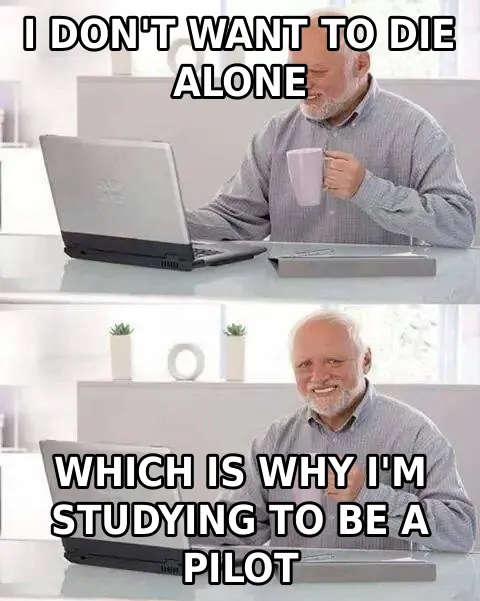 I DON'T WANT TO DIE
ALONE
WHICH IS WHY I'M
STUDYING TO BE A
PILOT